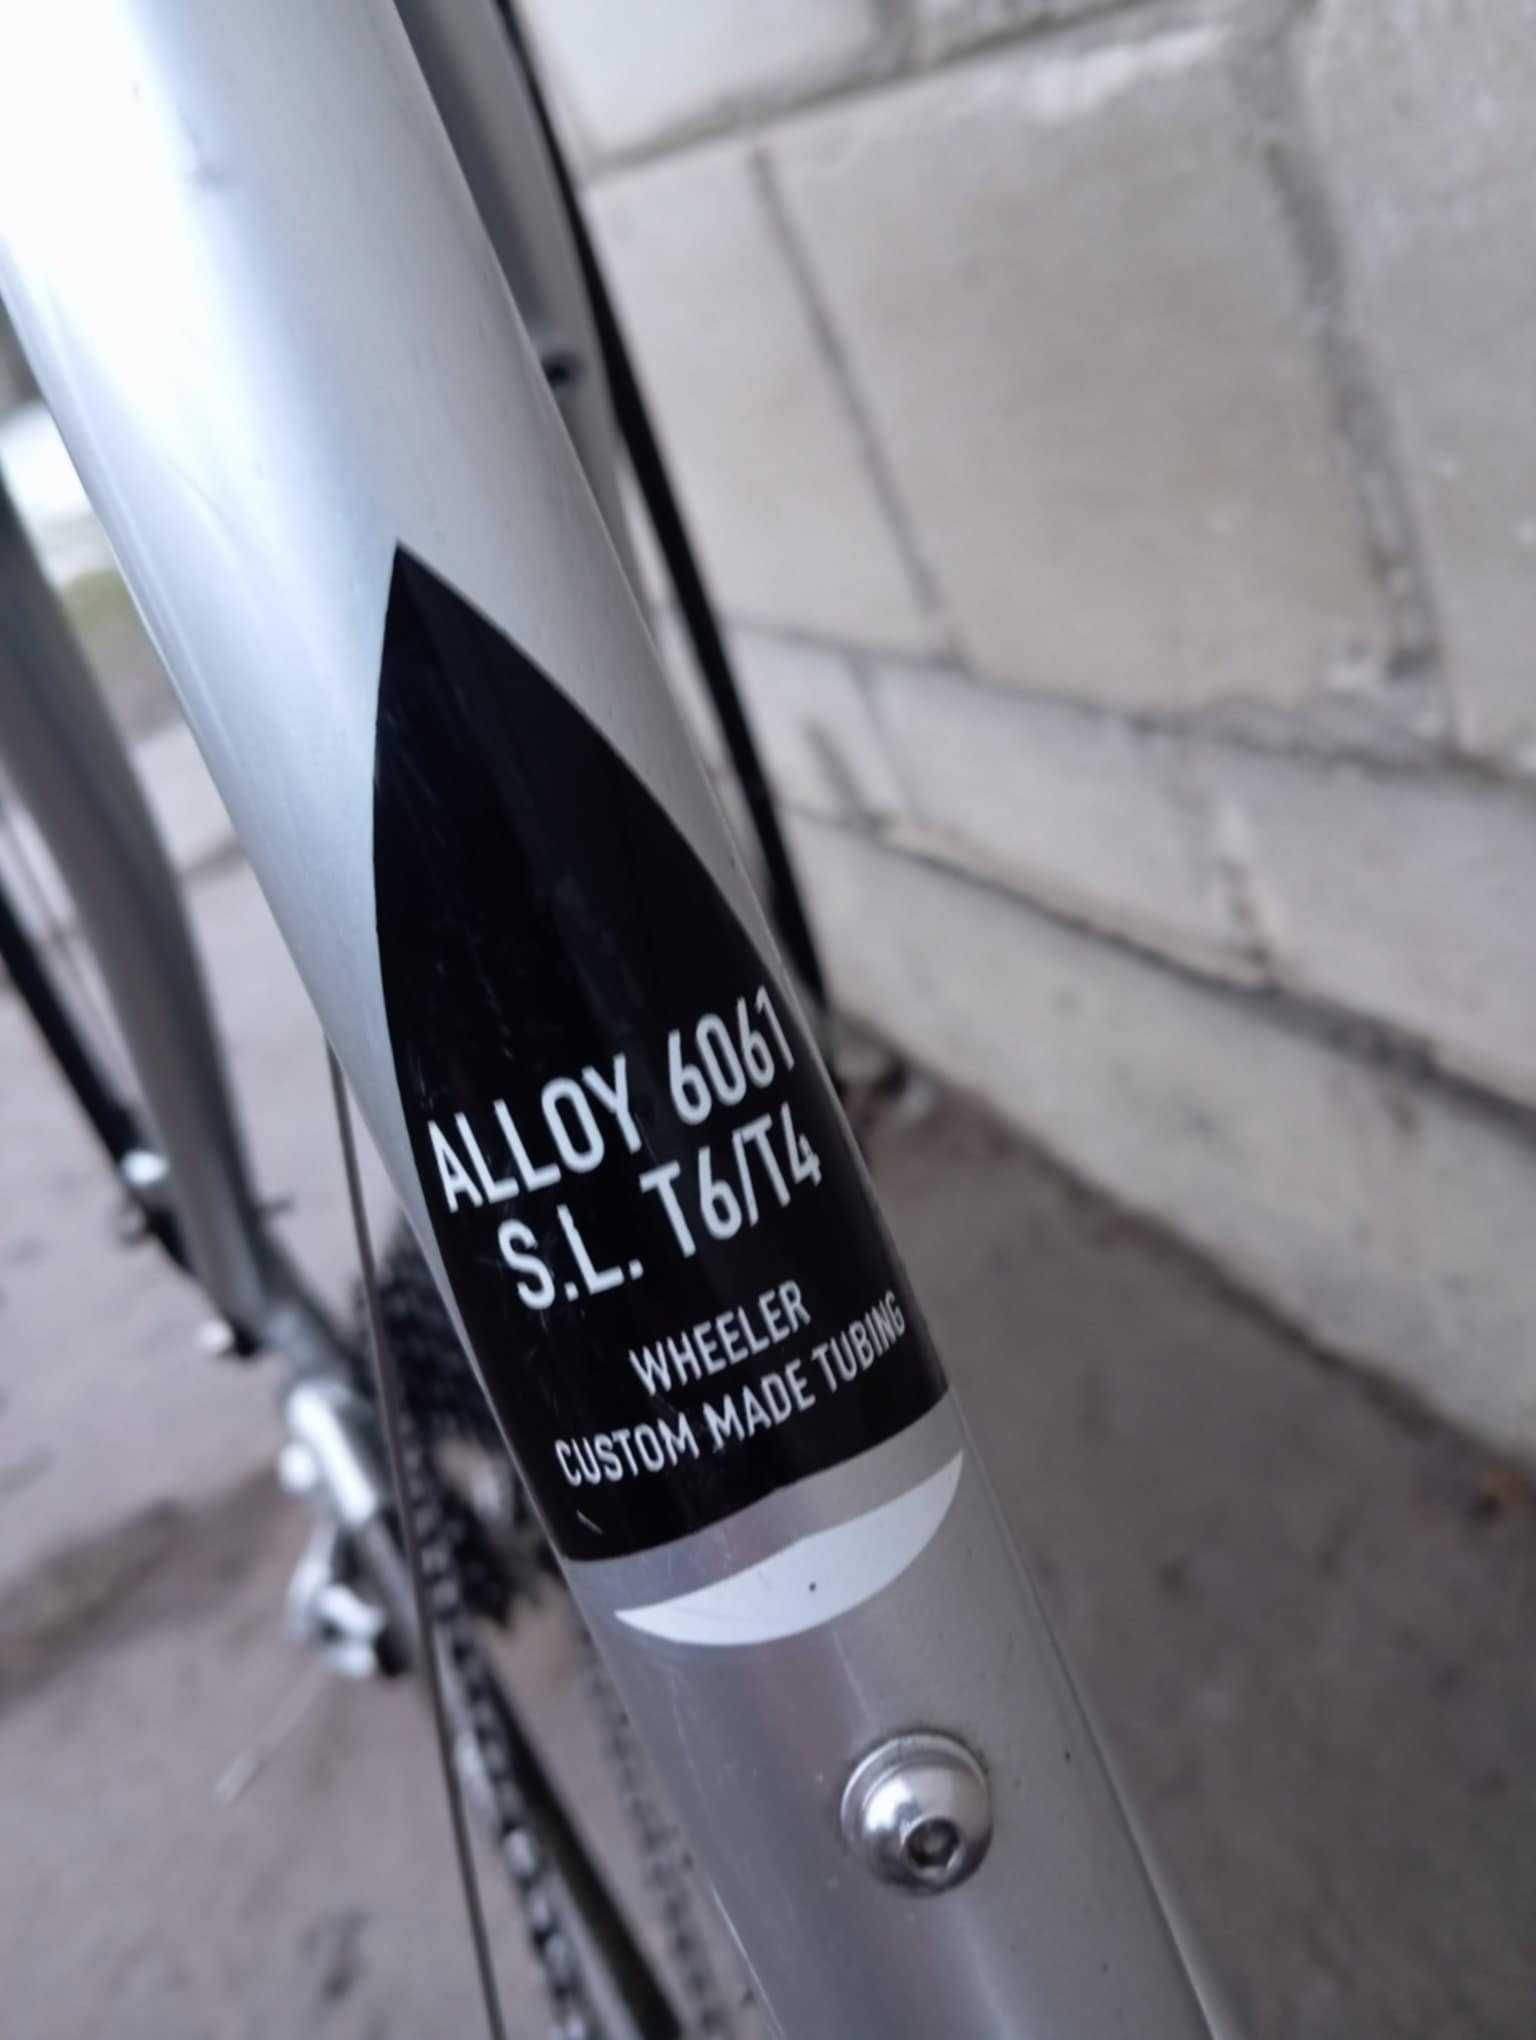 ALLOY 6061
S.L. T6/T4
WHEELER
CUSTOM MADE TUBING